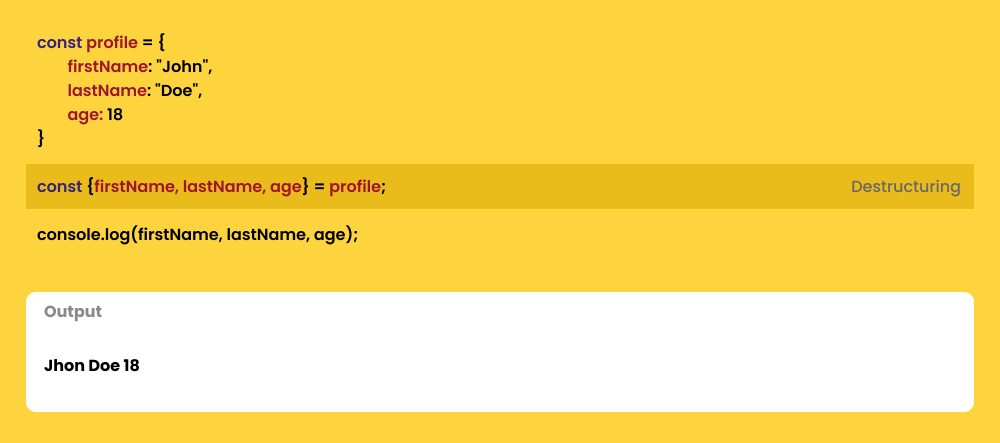 const profile = {
firstName: "John",
lastName: "Doe",
age: 18
}
const {firstName, lastName, age} = profile;
Destructuring
console.log(firstName, lastName, age);
Output
Jhon Doe 18